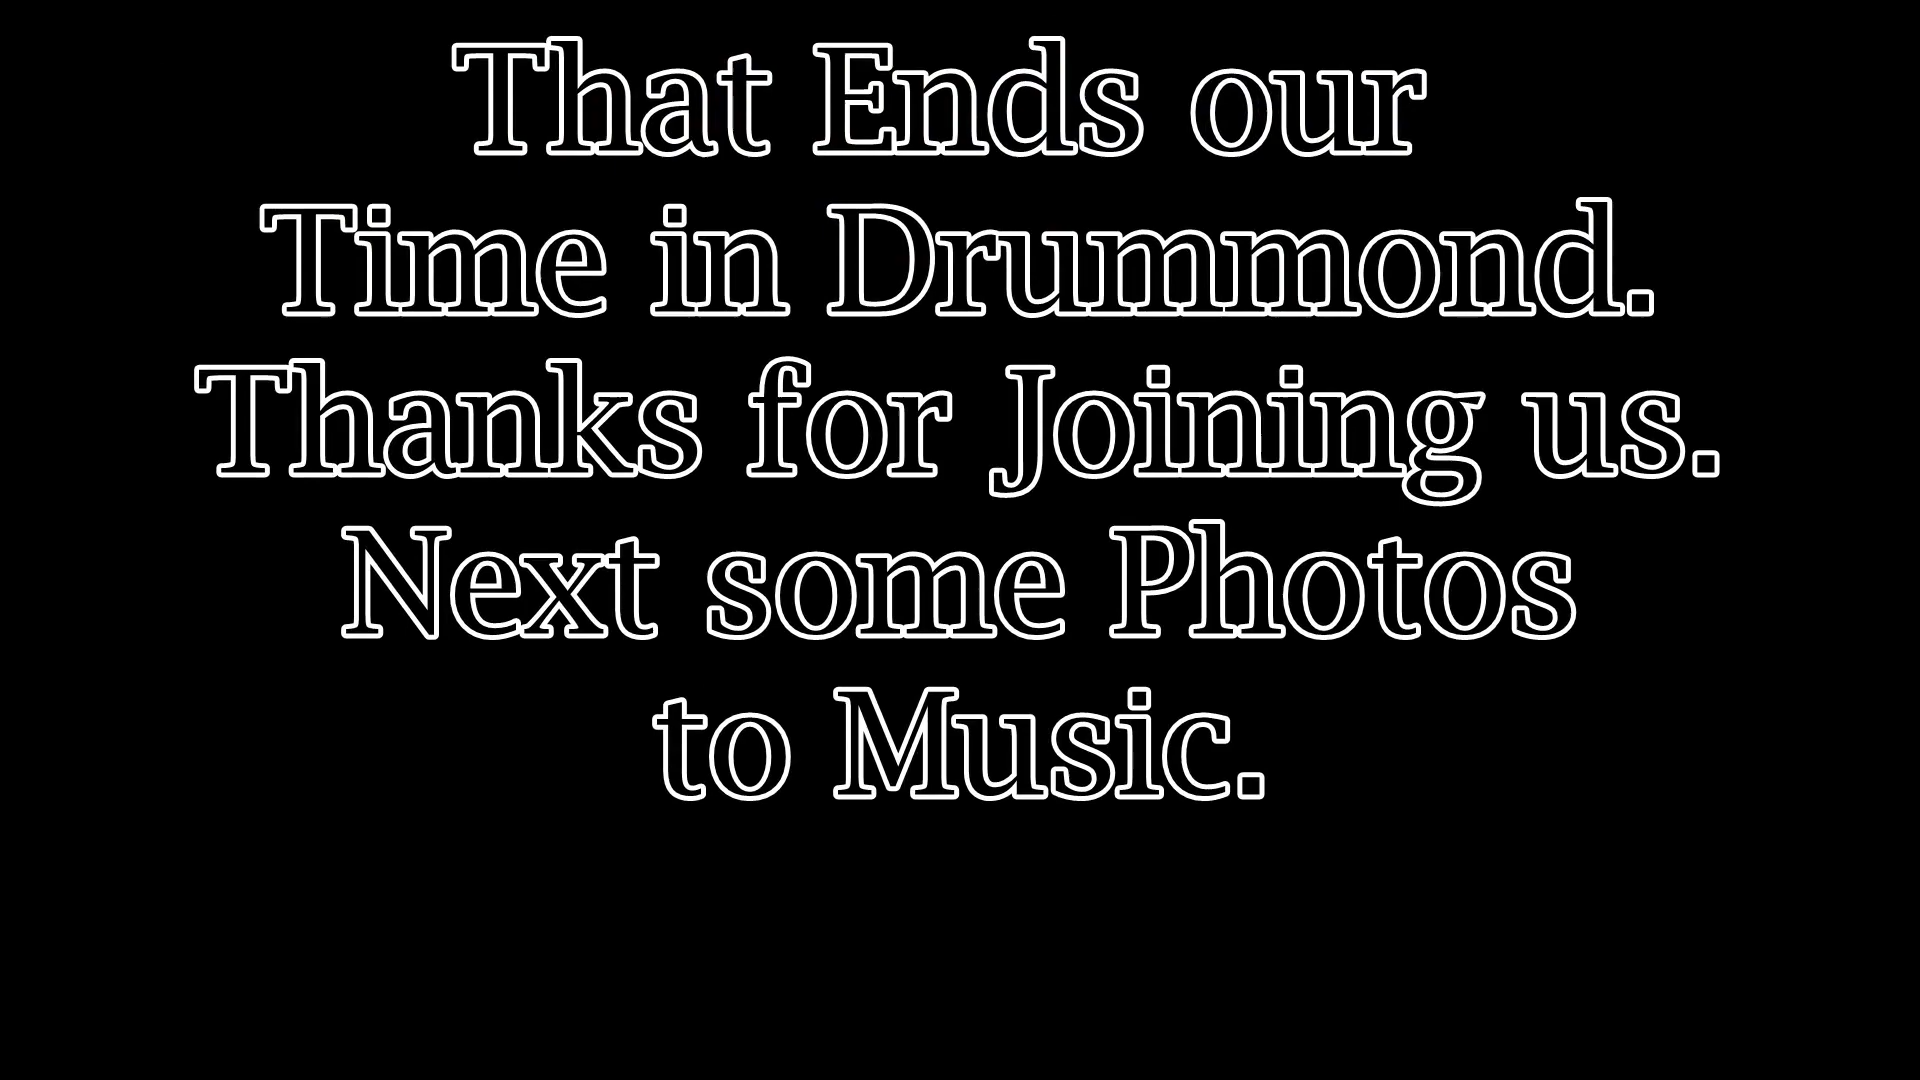 That Ends our
Time in Drummond.
Thanks for Joining us.
Next some Photos
to Music.